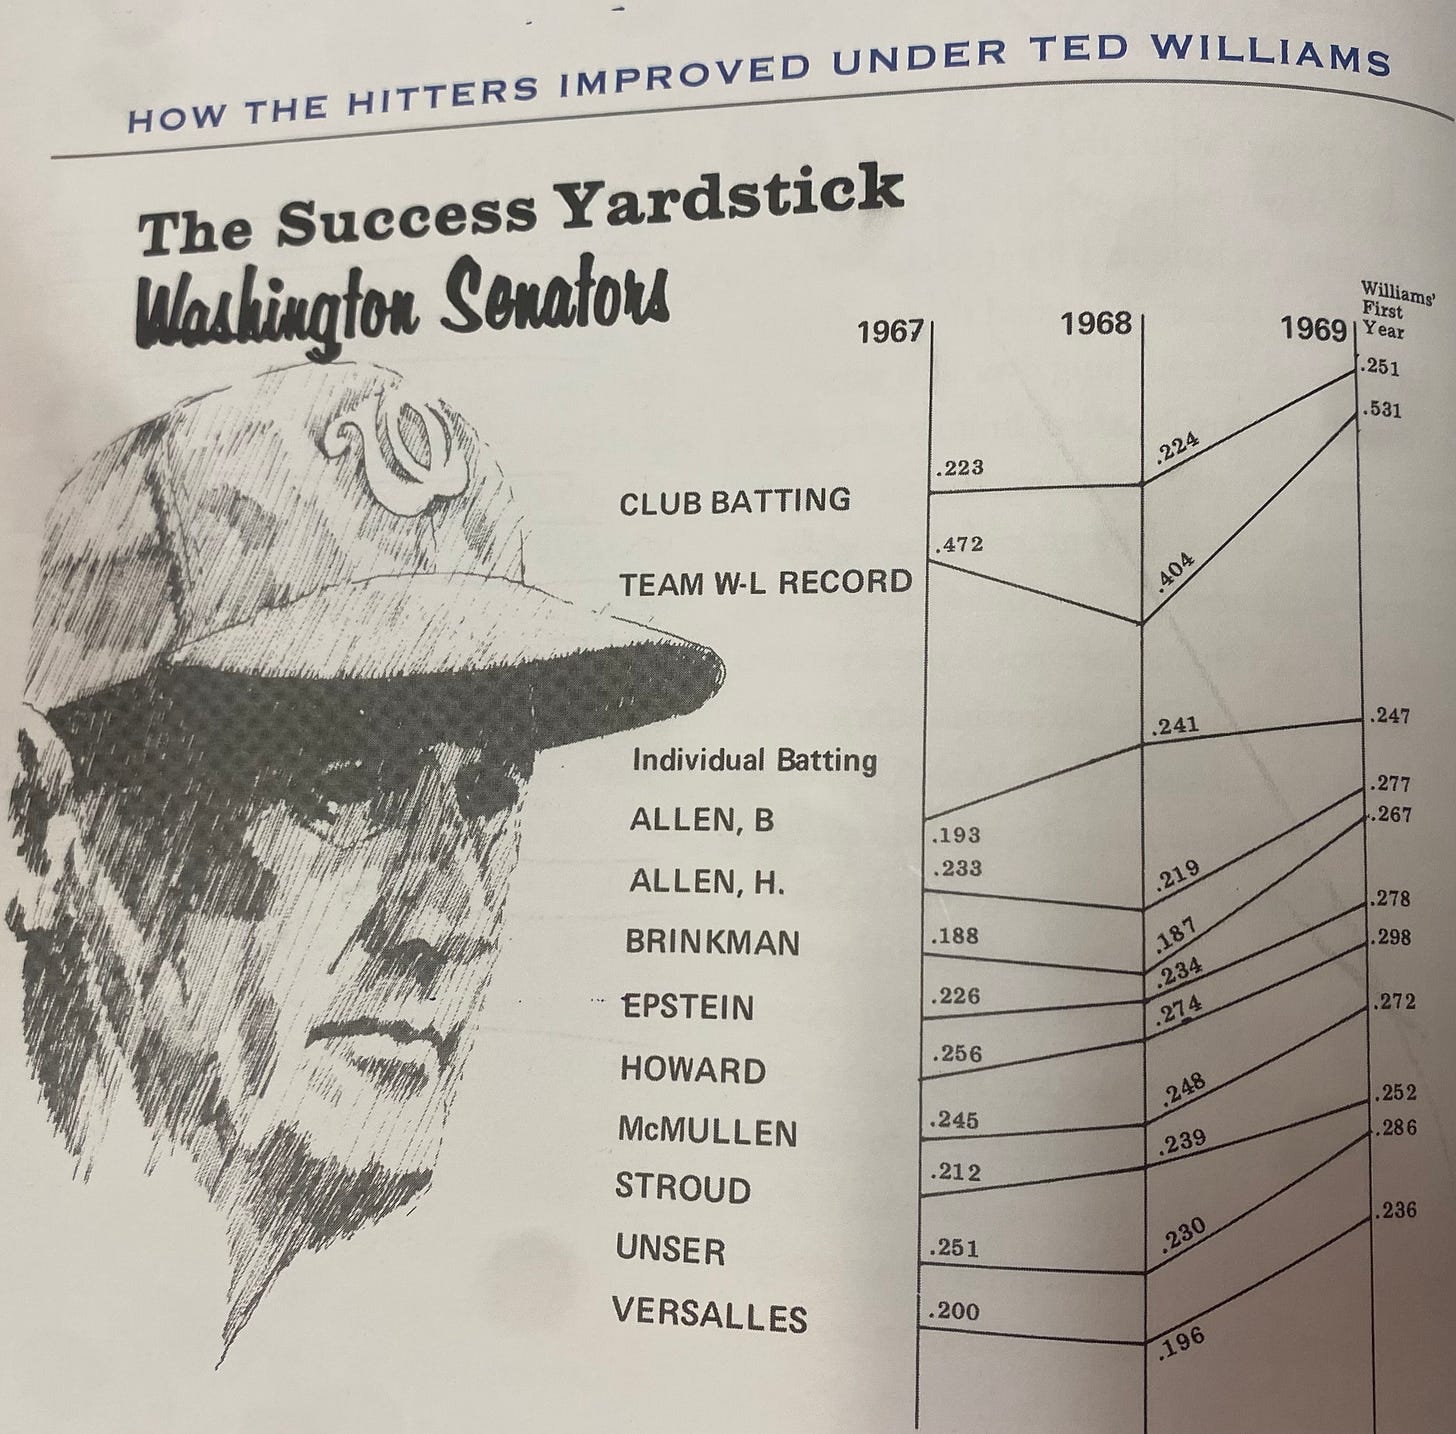 HOW THE HITTERS IMPROVED UNDER TED WILLIAMS
The Success Yardstick
Washington Senators
1967 1968 1969 Williams' First Year
CLUB BATTING .223 .224 .251
TEAM W-L RECORD .472 .404 .531
Individual Batting
ALLEN, B .193 .241 .247
ALLEN, H. .233 .219 .277
BRINKMAN .188 .187 .267
EPSTEIN .226 .234 .278
HOWARD .256 .274 .298
McMULLEN .245 .248 .272
STROUD .212 .239 .252
UNSER .251 .230 .286
VERSALLES .200 .196 .236